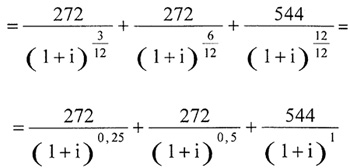 = 272/(1+i)^(3/12) + 272/(1+i)^(6/12) + 544/(1+i)^(12/12) =
= 272/(1+i)^(0,25) + 272/(1+i)^(0,5) + 544/(1+i)^1